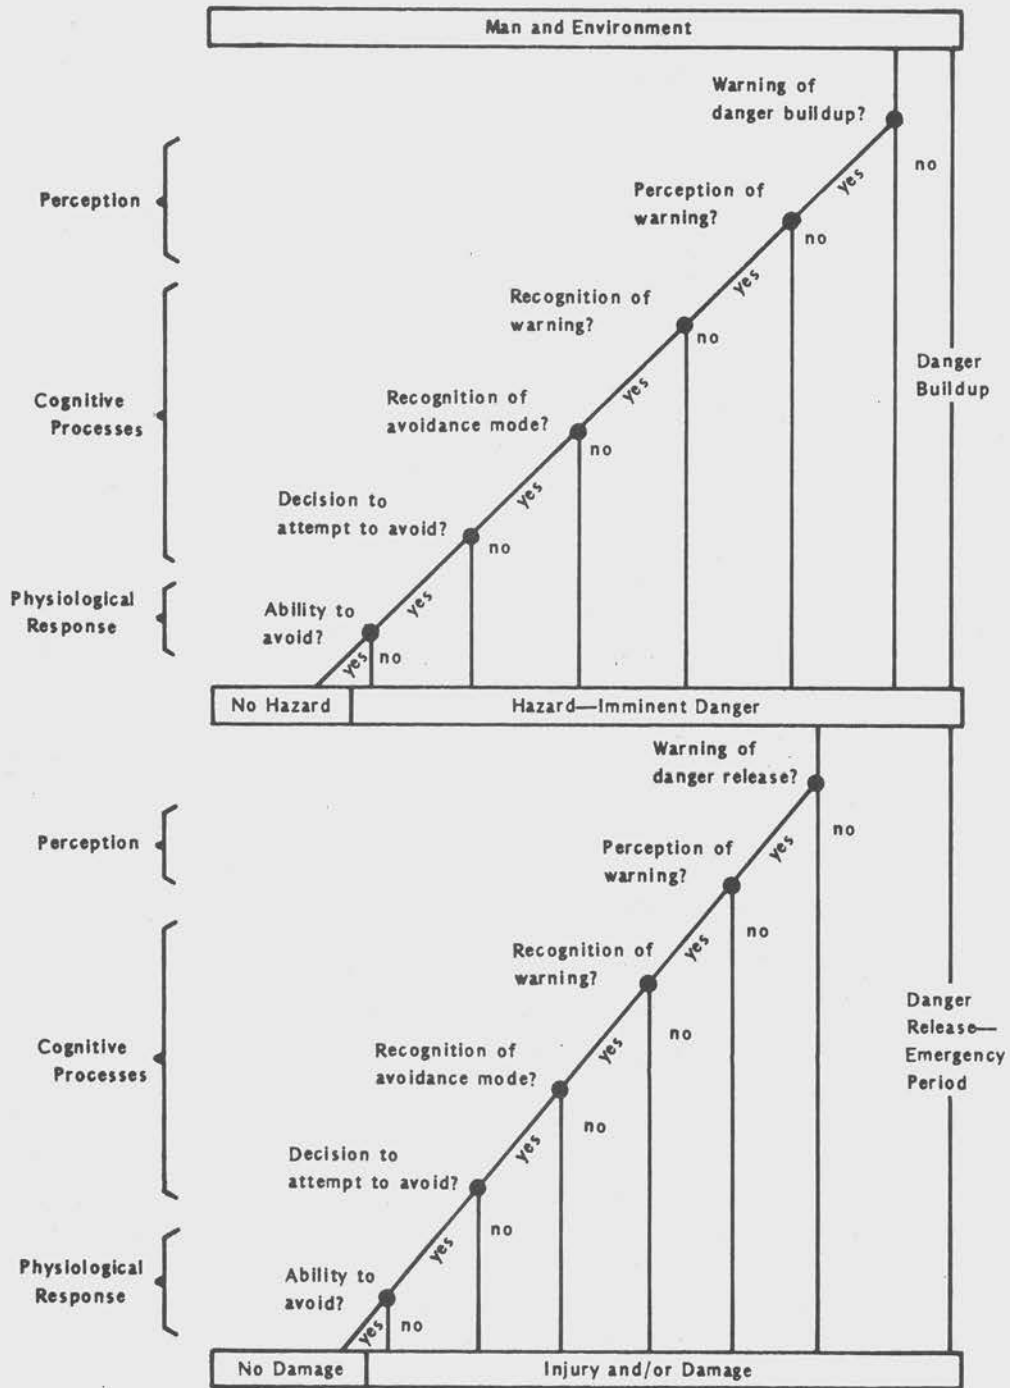 Man and Environment
Warning of
danger buildup?
no
yes
Perception
Perception of
warning?
no
yes
Recognition of
warning?
no
yes
Danger
Buildup
Cognitive
Processes
Recognition of
avoidance mode?
no
yes
Decision to
attempt to avoid?
no
yes
Physiological
Response
Ability to
avoid?
yes
no
No Hazard
Hazard—Imminent Danger
Warning of
danger release?
no
yes
Perception
Perception of
warning?
no
yes
Recognition of
warning?
no
yes
Danger
Release—
Emergency
Period
Cognitive
Processes
Recognition of
avoidance mode?
no
yes
Decision to
attempt to avoid?
no
yes
Physiological
Response
Ability to
avoid?
yes
no
No Damage
Injury and/or Damage